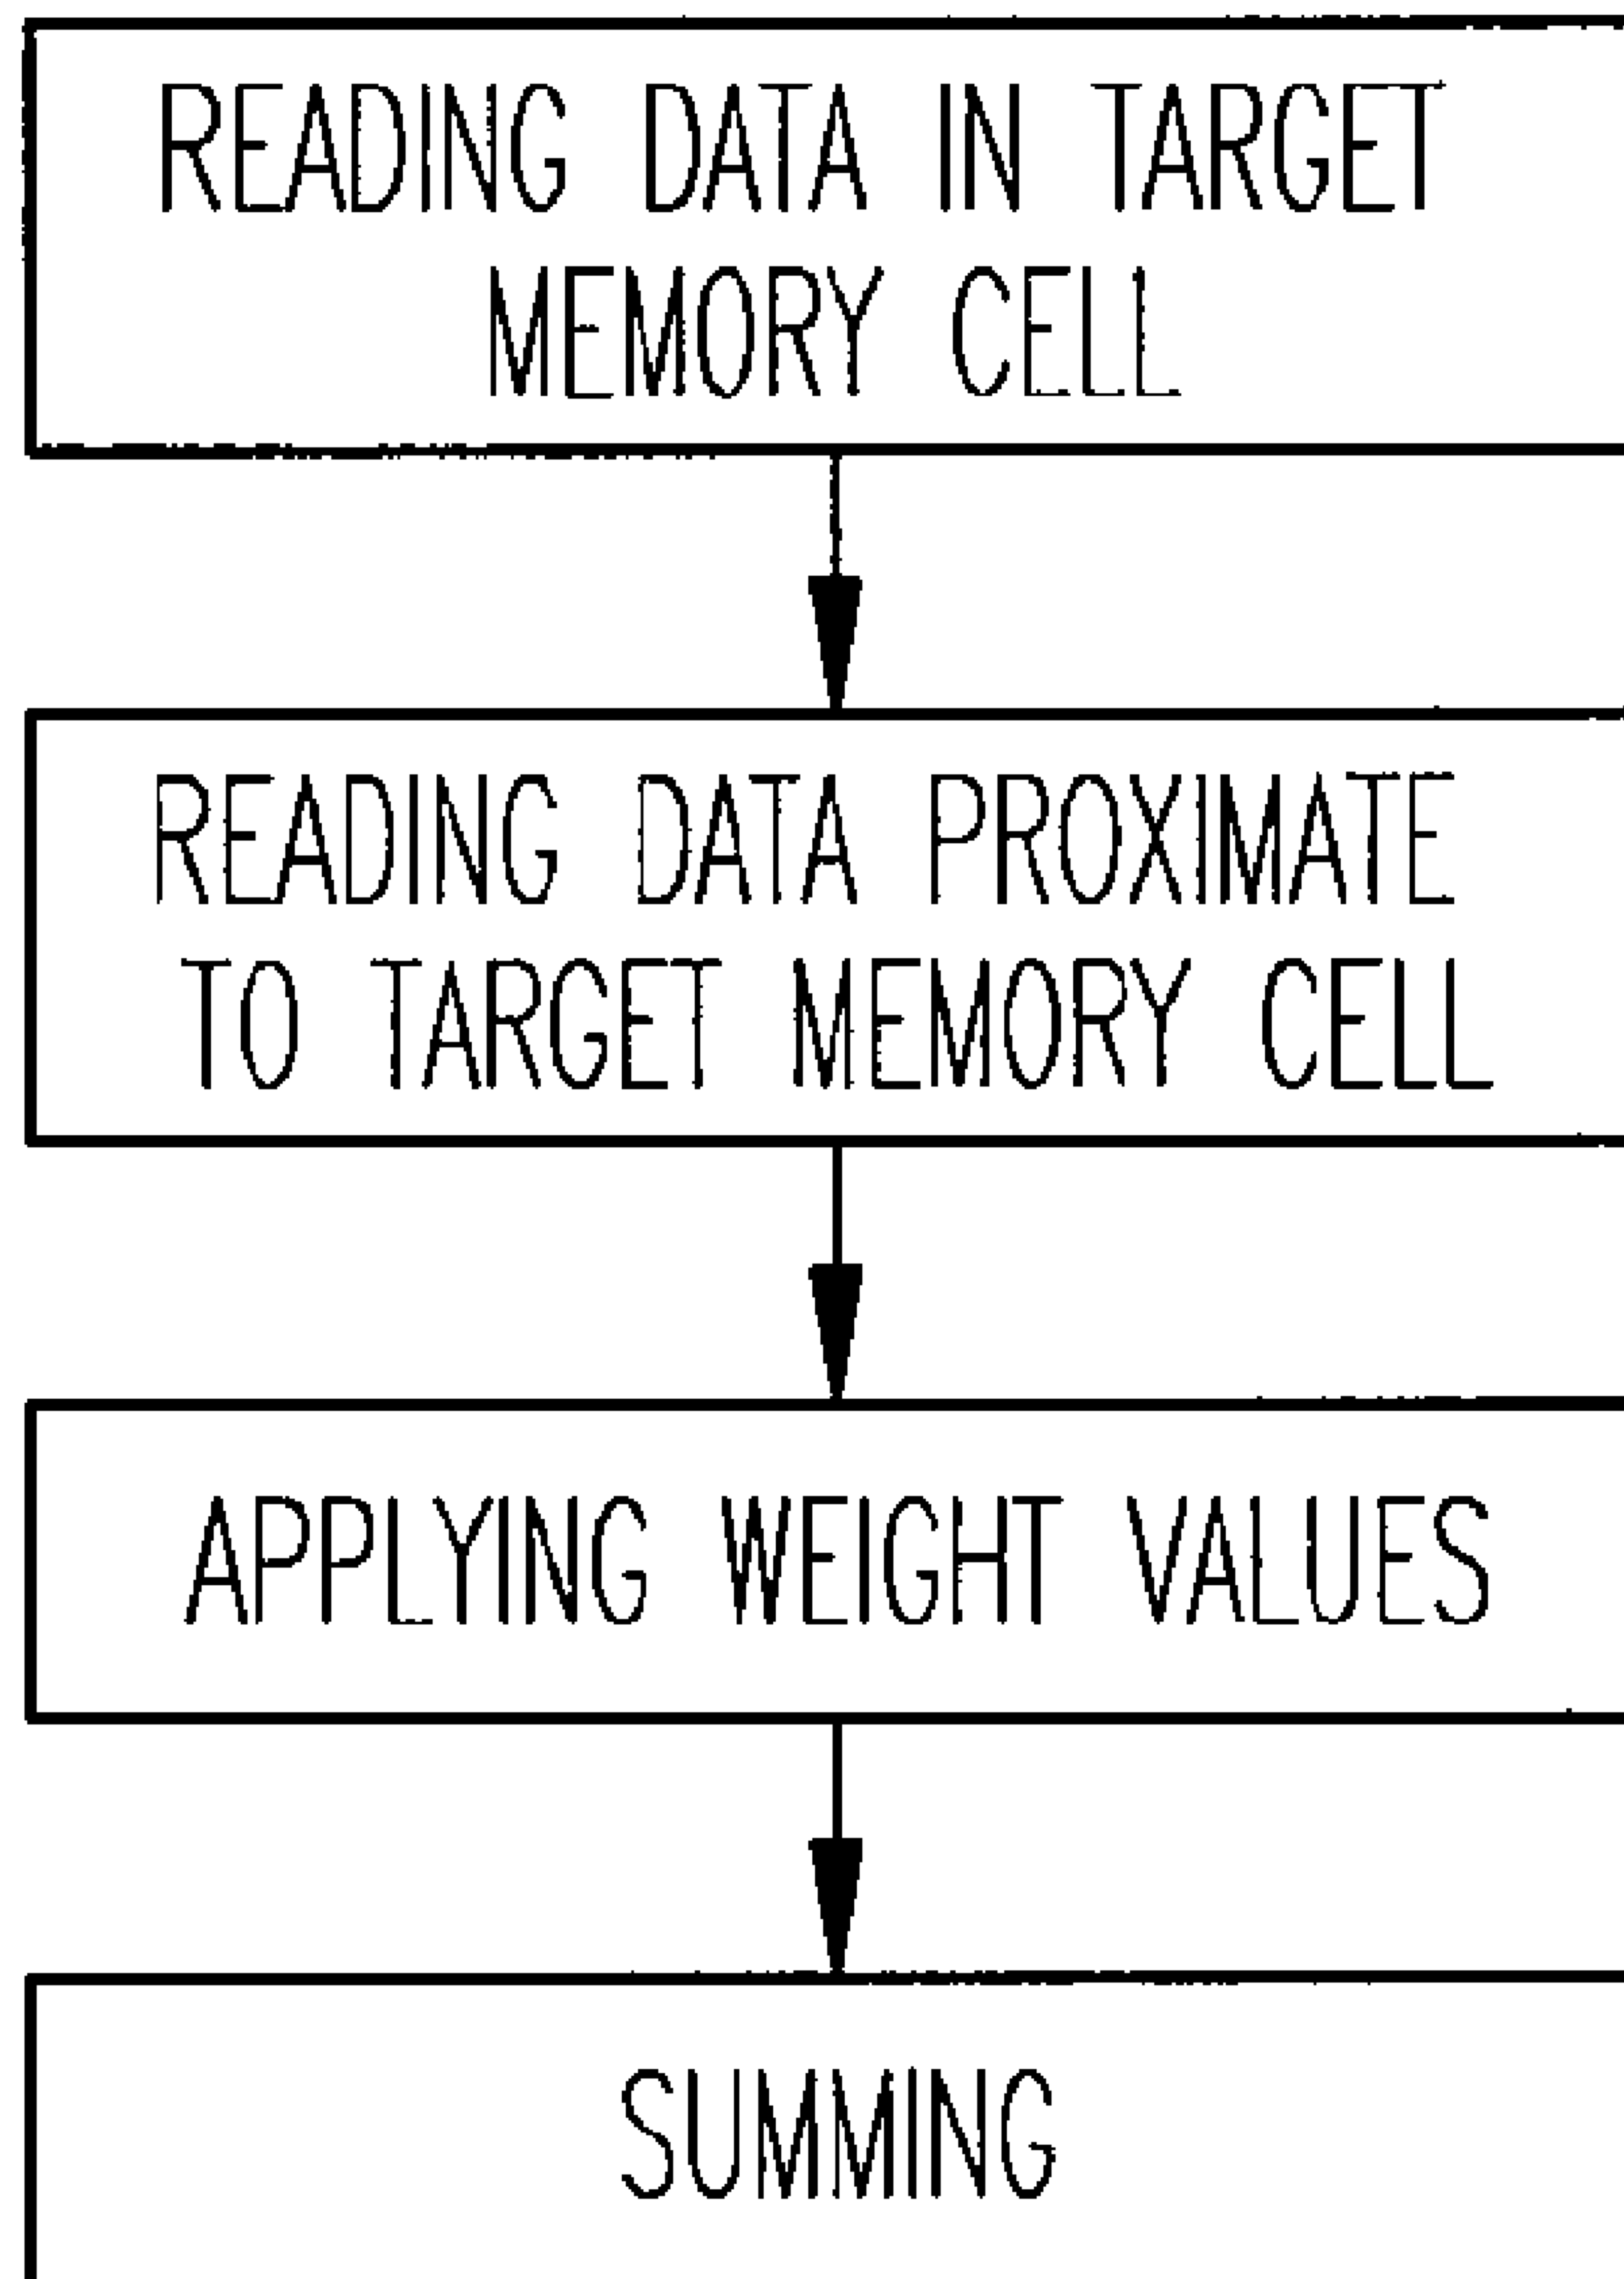 READING DATA IN TARGET
MEMORY CELL
READING DATA PROXIMATE
TO TARGET MEMORY CELL
APPLYING WEIGHT VALUES
SUMMING